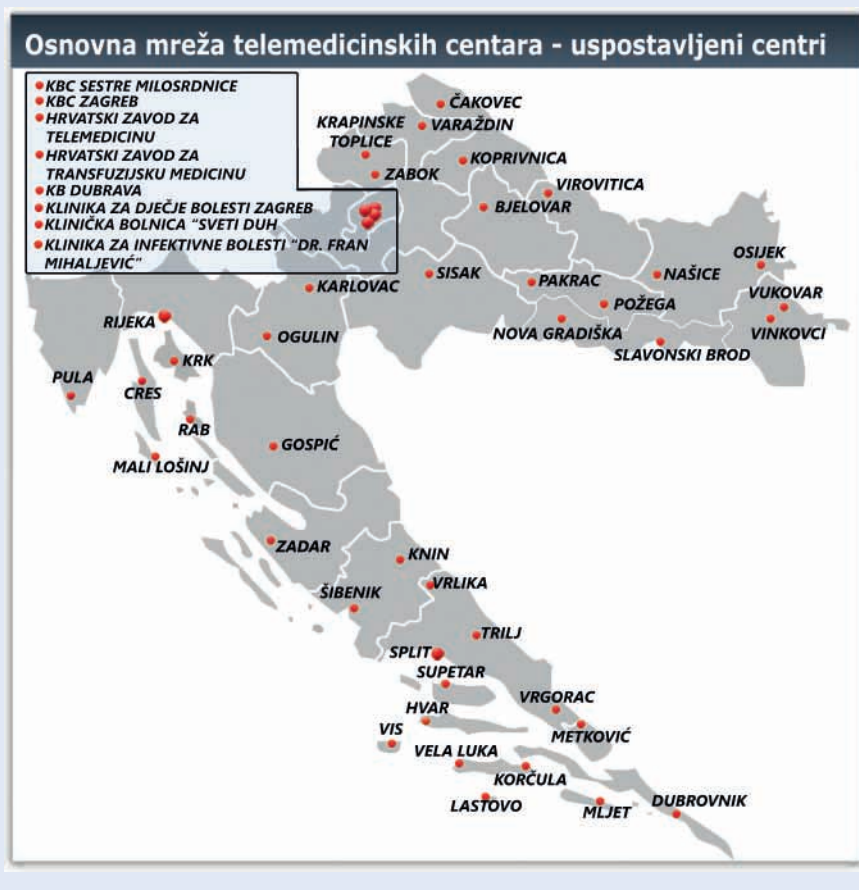 Osnovna mreža telemedicinskih centara - uspostavljeni centri
KBC SESTRE MILOSRDNICE
KBC ZAGREB
HRVATSKI ZAVOD ZA
TELEMEDICINU
HRVATSKI ZAVOD ZA
TRANSFUZIJSKU MEDICINU
KB DUBRAVA
KLINIKA ZA DJEČJE BOLESTI ZAGREB
KLINIČKA BOLNICA "SVETI DUH
KLINIKA ZA INFEKTIVNE BOLESTI "DR. FRAN
MIHALJEVIĆ"
ČAKOVEC
VARAŽDIN
KRAPINSKE
TOPLICE
KOPRIVNICA
ZABOK
VIROVITICA
BJELOVAR
OSIJEK
SISAK
PAKRAC
NAŠICE
KARLOVAC
VUKOVAR
POŽEGA
RIJEKA
OGULIN
NOVA GRADIŠKA
VINKOVCI
SLAVONSKI BROD
KRK
PULA
CRES
RAB
GOSPIĆ
MALI LOŠINJ
ZADAR
KNIN
VRLIKA
ŠIBENIK
TRILJ
SPLIT
SUPETAR
VRGORAC
HVAR
METKOVIĆ
VIS
VELA LUKA
KORČULA
LASTOVO
MLJET
DUBROVNIK